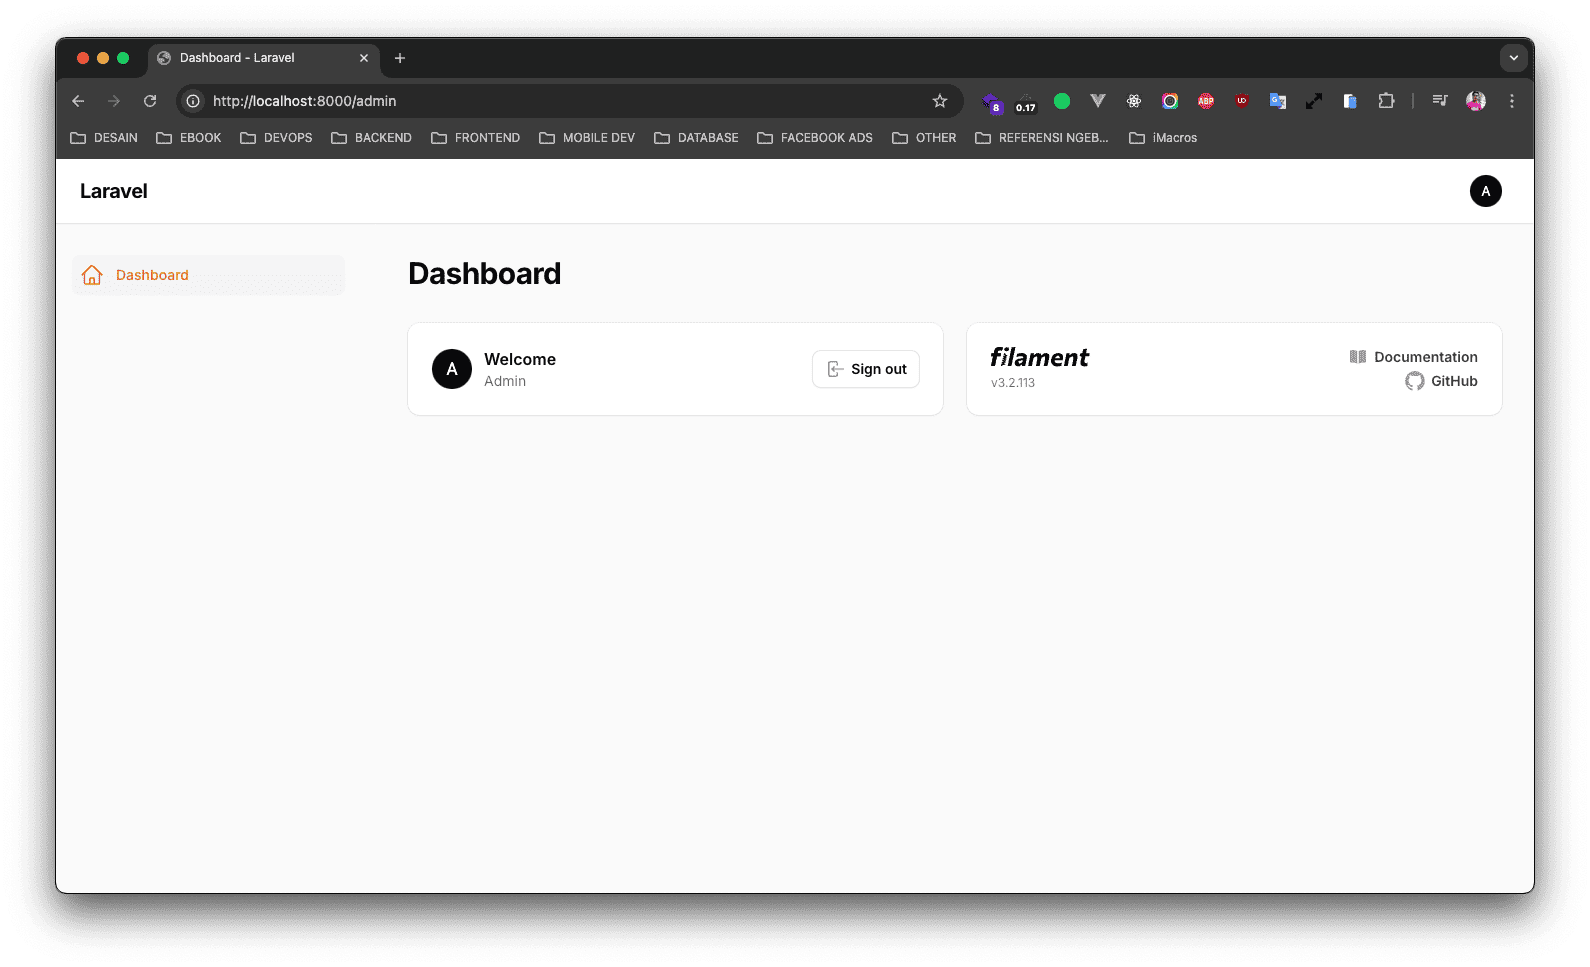 Dashboard - Laravel
http://localhost:8000/admin
8
0.17
ABP
DESAIN EBOOK DEVOPS BACKEND FRONTEND MOBILE DEV DATABASE FACEBOOK ADS OTHER REFERENSI NGEB... iMacros
Laravel
A
Dashboard
Dashboard
A
Welcome
Admin
Sign out
filament
v3.2.113
Documentation
GitHub